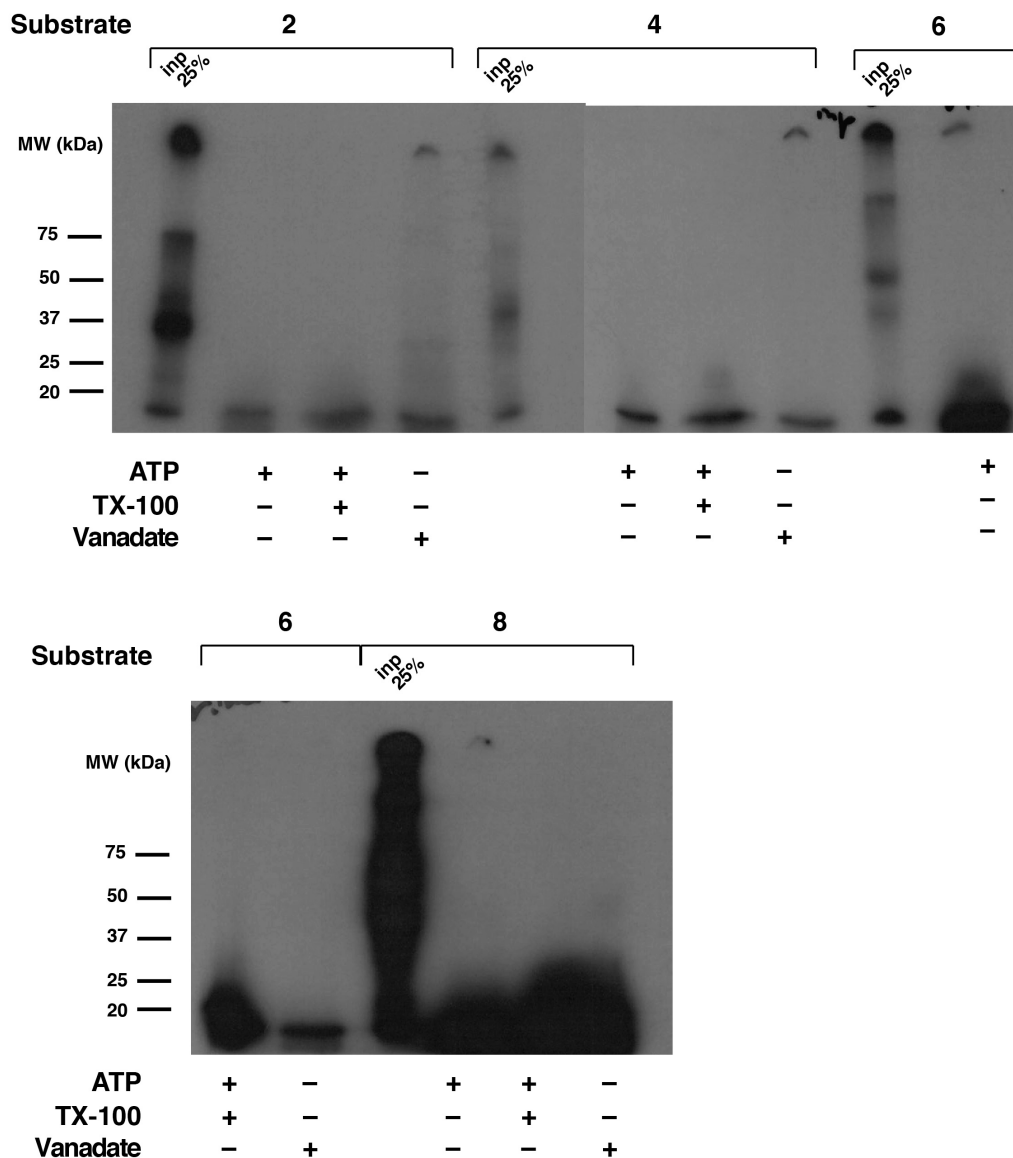 Substrate 2 4 6
inp 25% inp 25% inp 25%
MW (kDa)
inp
75
50
37
25
20
ATP + + – + + – +
TX-100 – + – – + – –
Vanadate – – + – – + –
6 8
Substrate
inp 25%
MW (kDa)
75
50
37
25
20
ATP + – + + –
TX-100 + – – + –
Vanadate – + – – +